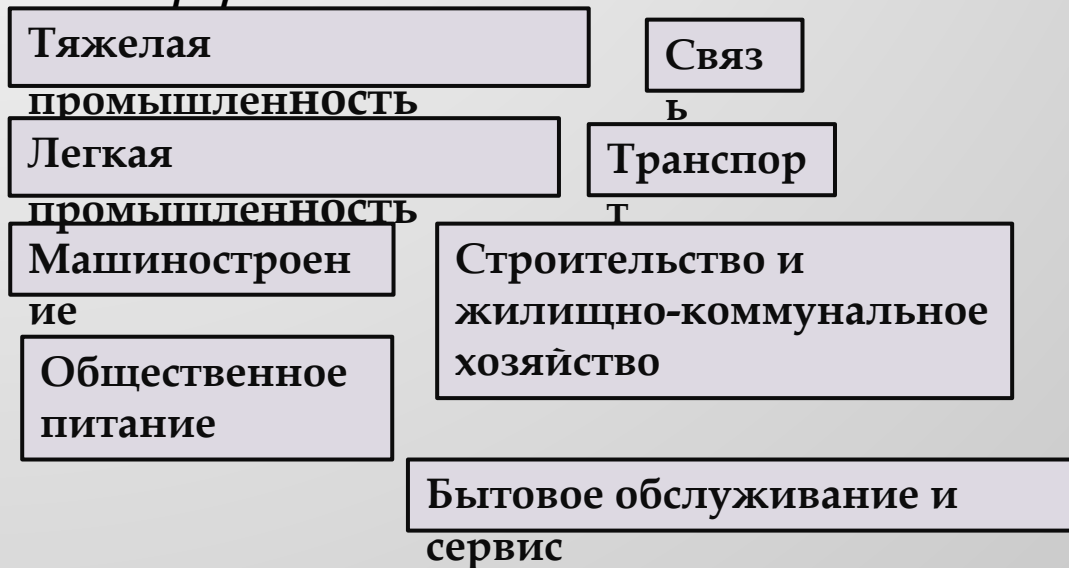 Тяжелая
промышленность
Связ
ь
Легкая
промышленность
Транспор
т
Машиностроен
ие
Строительство и
жилищно-коммунальное
хозяйство
Общественное
питание
Бытовое обслуживание и
сервис